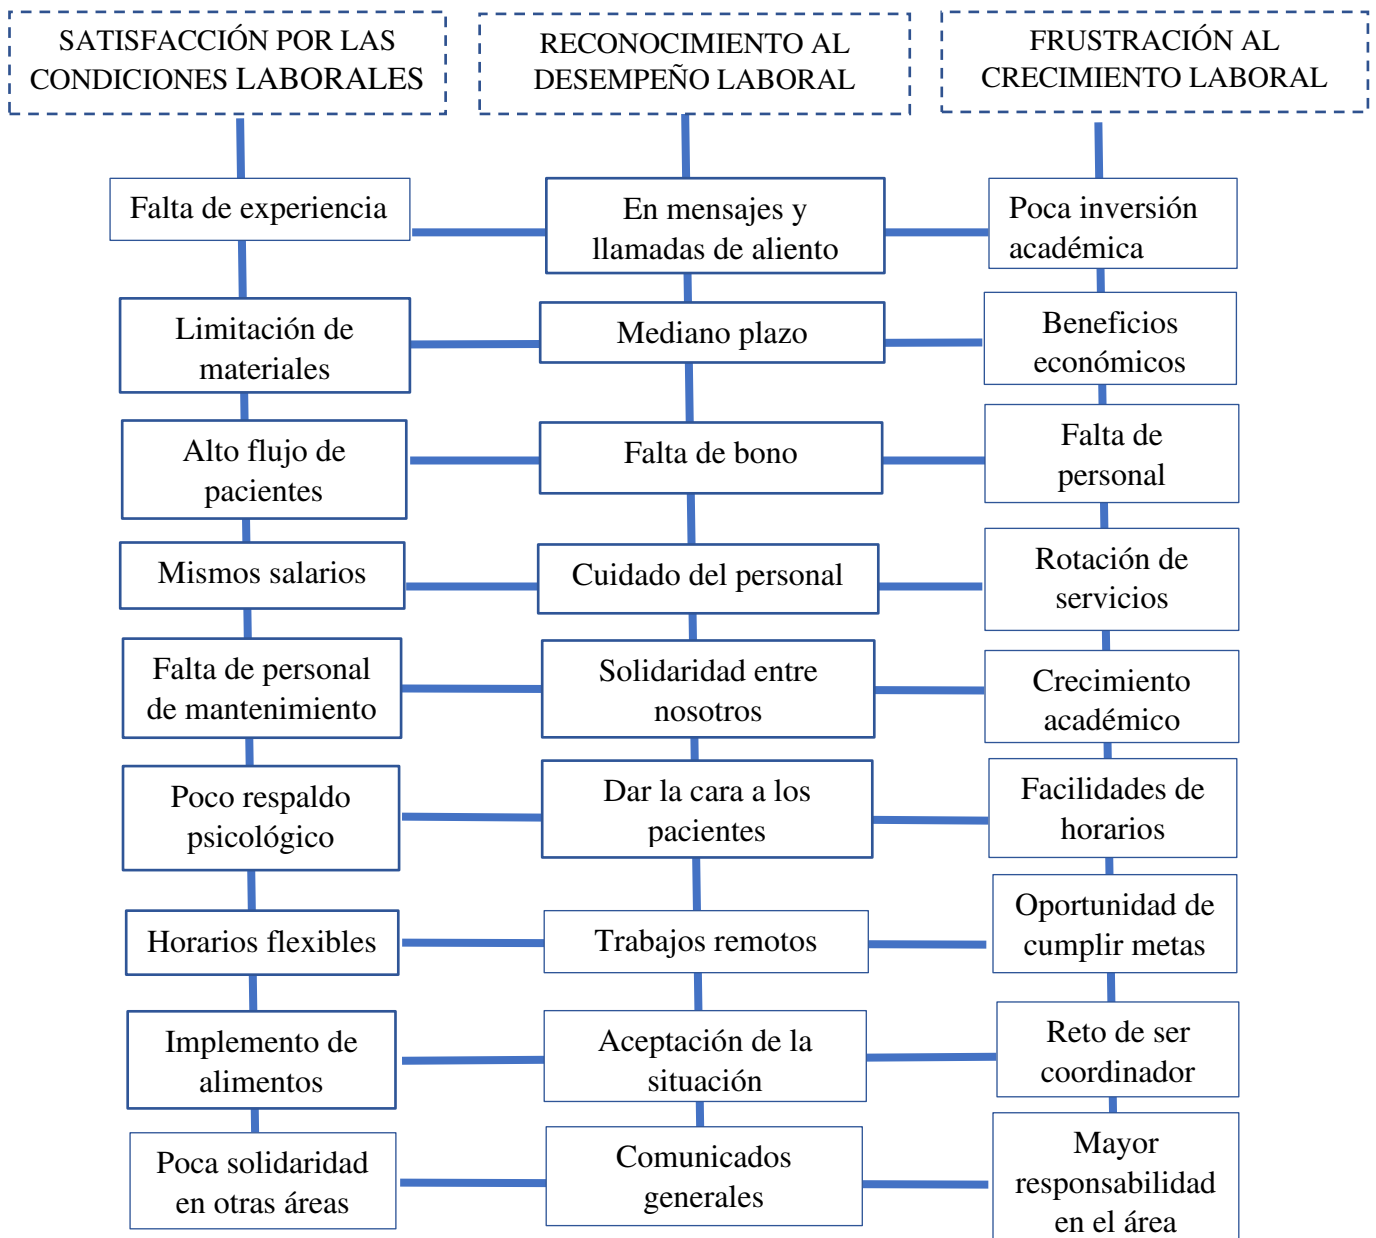 SATISFACCIÓN POR LAS
CONDICIONES LABORALES
RECONOCIMIENTO AL
DESEMPEÑO LABORAL
FRUSTRACIÓN AL
CRECIMIENTO LABORAL
Falta de experiencia
En mensajes y
llamadas de aliento
Poca inversión
académica
Limitación de
materiales
Mediano plazo
Beneficios
económicos
Alto flujo de
pacientes
Falta de bono
Falta de
personal
Mismos salarios
Cuidado del personal
Rotación de
servicios
Falta de personal
de mantenimiento
Solidaridad entre
nosotros
Crecimiento
académico
Poco respaldo
psicológico
Dar la cara a los
pacientes
Facilidades de
horarios
Horarios flexibles
Trabajos remotos
Oportunidad de
cumplir metas
Implemento de
alimentos
Aceptación de la
situación
Reto de ser
coordinador
Poca solidaridad
en otras áreas
Comunicados
generales
Mayor
responsabilidad
en el área